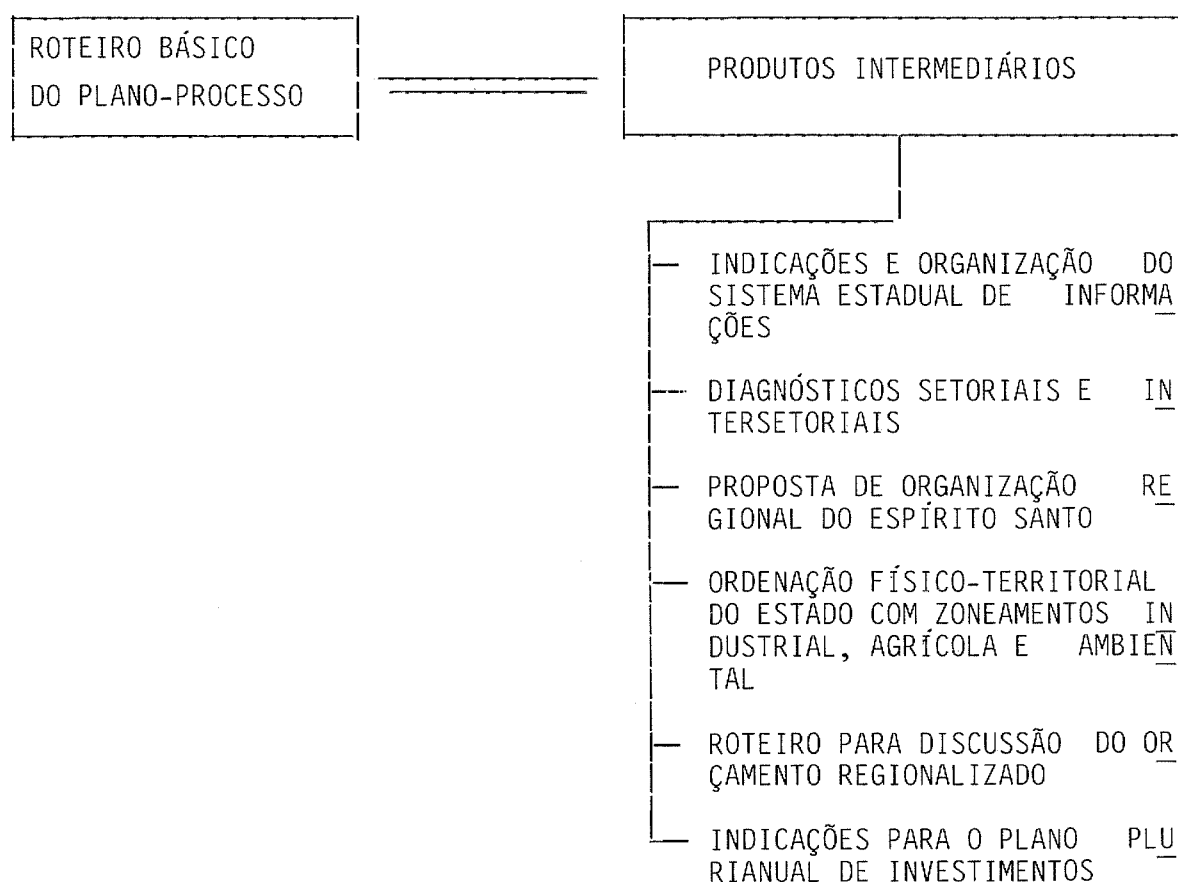 ROTEIRO BÁSICO
DO PLANO-PROCESSO
PRODUTOS INTERMEDIÁRIOS
INDICAÇÕES E ORGANIZAÇÃO DO
SISTEMA ESTADUAL DE INFORMA
ÇÕES
DIAGNÓSTICOS SETORIAIS E IN
TERSETORIAIS
PROPOSTA DE ORGANIZAÇÃO RE
GIONAL DO ESPÍRITO SANTO
ORDENAÇÃO FÍSICO-TERRITORIAL
DO ESTADO COM ZONEAMENTOS IN
DUSTRIAL, AGRÍCOLA E AMBIEN
TAL
ROTEIRO PARA DISCUSSÃO DO OR
ÇAMENTO REGIONALIZADO
INDICAÇÕES PARA O PLANO PLU
RIANUAL DE INVESTIMENTOS